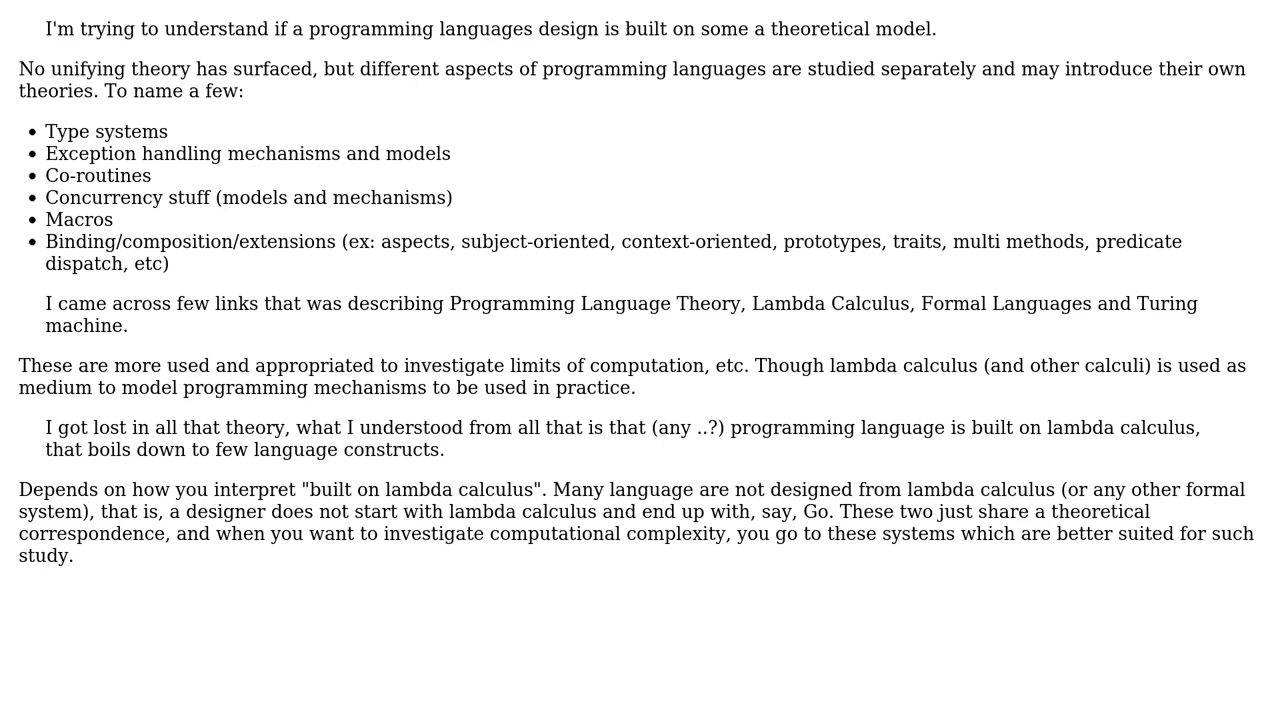 I'm trying to understand if a programming languages design is built on some a theoretical model.
No unifying theory has surfaced, but different aspects of programming languages are studied separately and may introduce their own
theories. To name a few:
• Type systems
• Exception handling mechanisms and models
• Co-routines
• Concurrency stuff (models and mechanisms)
• Macros
• Binding/composition/extensions (ex: aspects, subject-oriented, context-oriented, prototypes, traits, multi methods, predicate
dispatch, etc)
I came across few links that was describing Programming Language Theory, Lambda Calculus, Formal Languages and Turing
machine.
These are more used and appropriated to investigate limits of computation, etc. Though lambda calculus (and other calculi) is used as
medium to model programming mechanisms to be used in practice.
I got lost in all that theory, what I understood from all that is that (any ..?) programming language is built on lambda calculus,
that boils down to few language constructs.
Depends on how you interpret "built on lambda calculus". Many language are not designed from lambda calculus (or any other formal
system), that is, a designer does not start with lambda calculus and end up with, say, Go. These two just share a theoretical
correspondence, and when you want to investigate computational complexity, you go to these systems which are better suited for such
study.